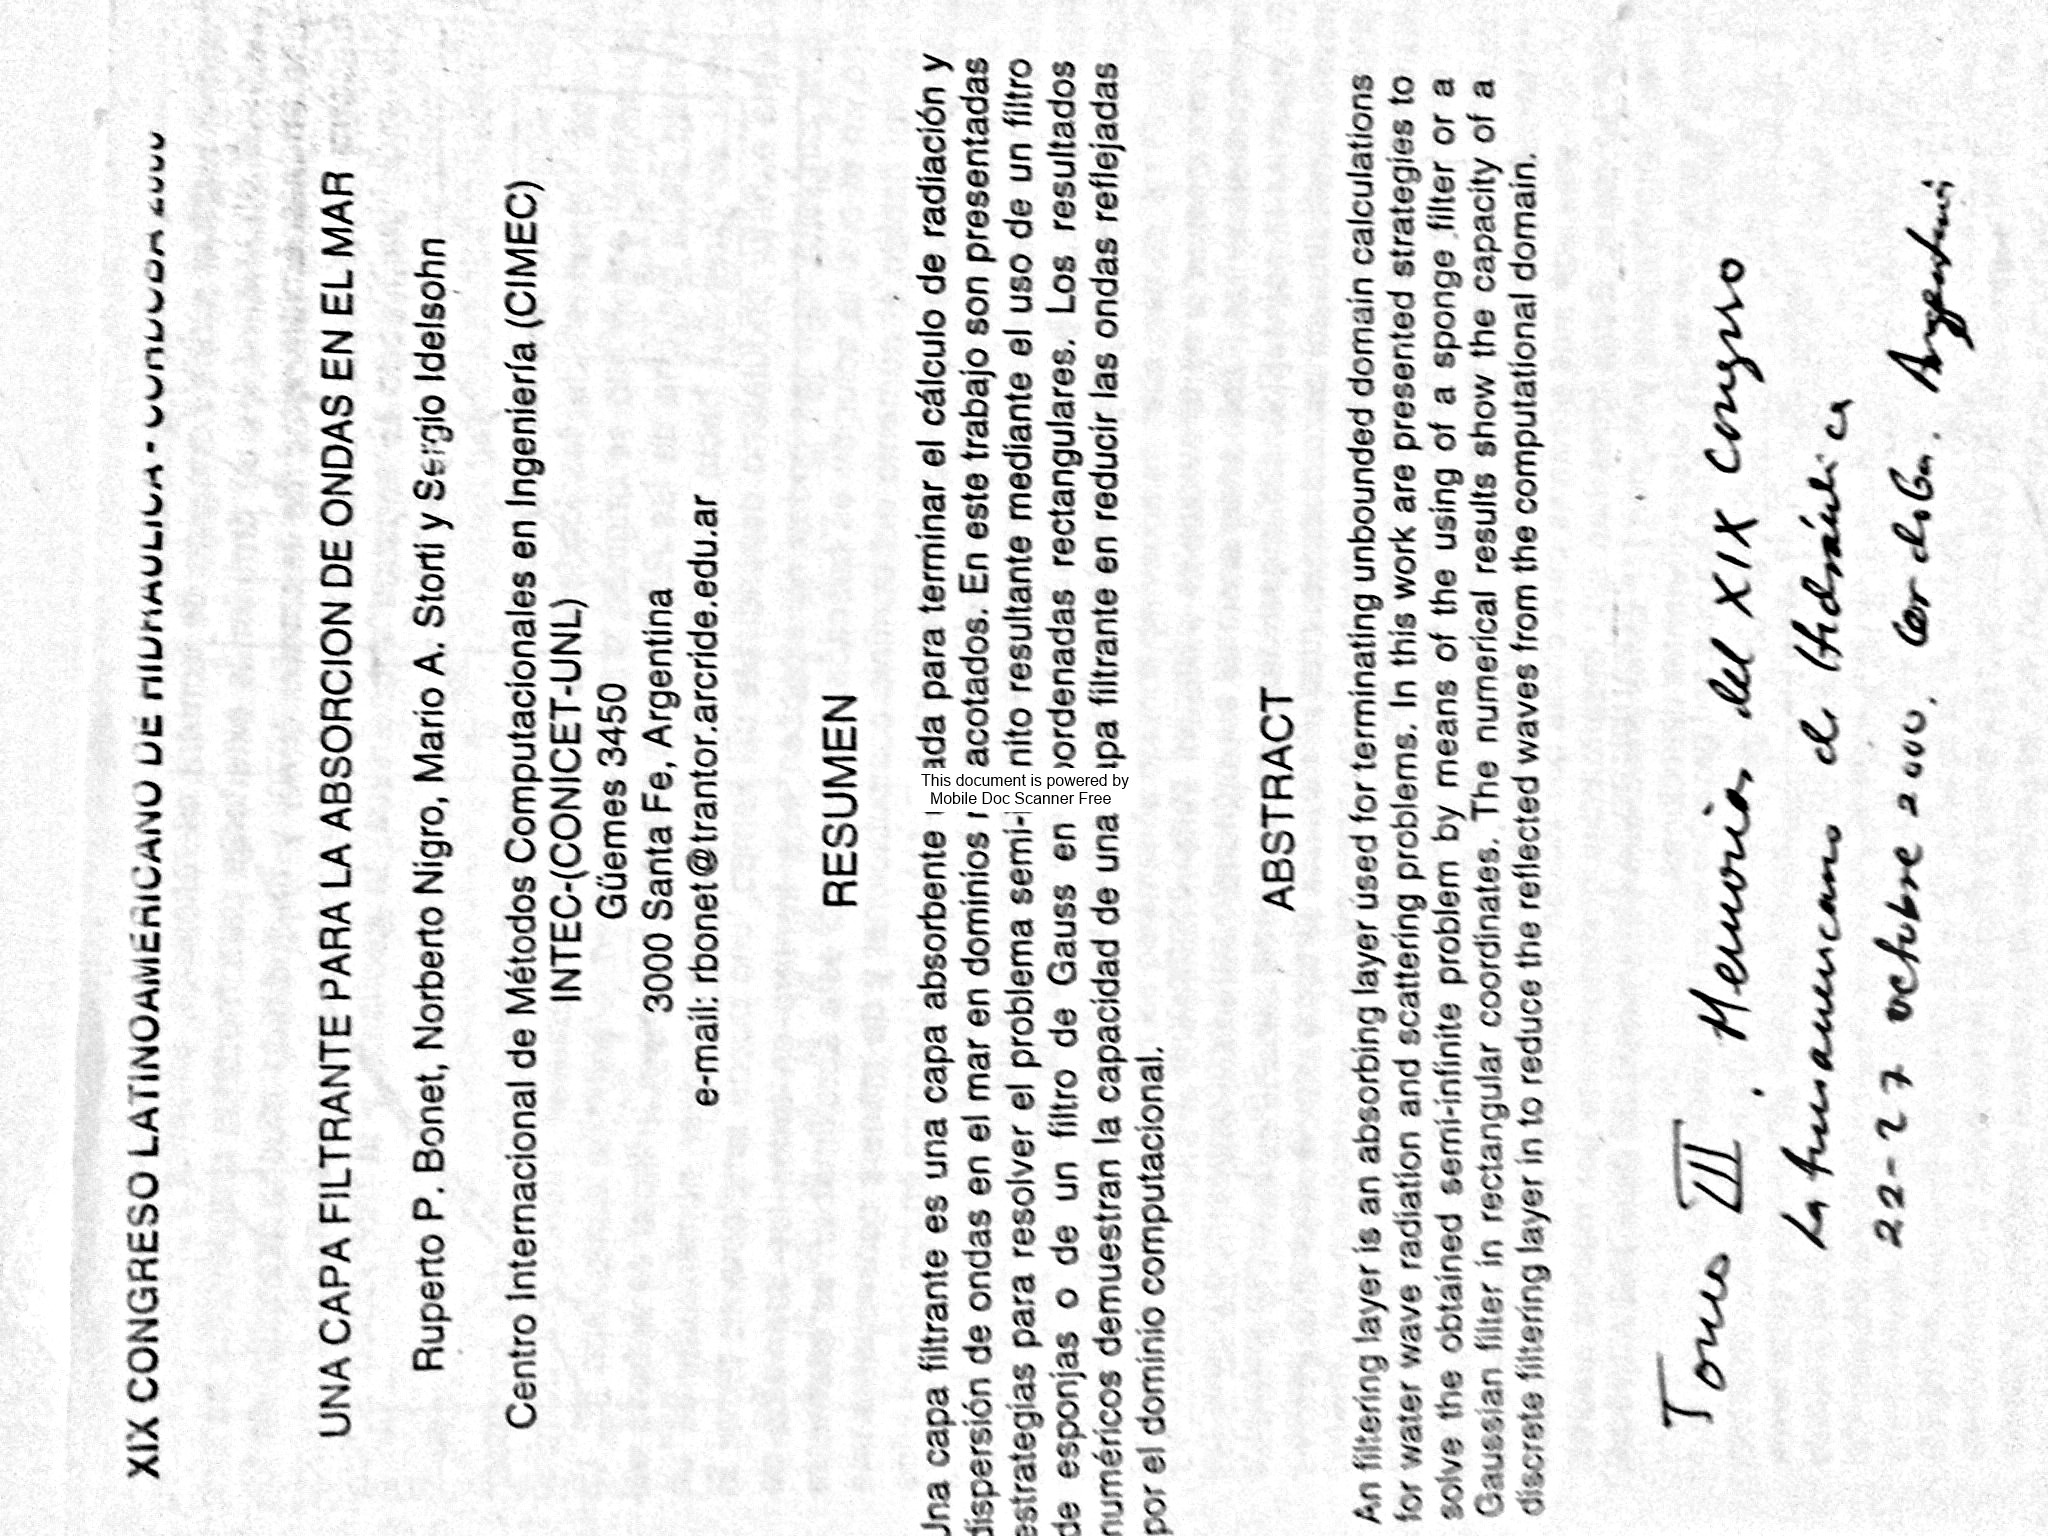 XIX CONGRESO LATINOAMERICANO DE HIDRAULICA - CORDOBA 2000
UNA CAPA FILTRANTE PARA LA ABSORCION DE ONDAS EN EL MAR
Ruperto P. Bonet, Norberto Nigro, Mario A. Storti y Sergio Idelsohn
Centro Internacional de Métodos Computacionales en Ingeniería (CIMEC)
INTEC-(CONICET-UNL)
Güemes 3450
3000 Santa Fe, Argentina
e-mail: rbonet@trantor.arcride.edu.ar
RESUMEN
Una capa filtrante es una capa absorbente ada para terminar el cálculo de radiación y
dispersión de ondas en el mar en dominios acotados. En este trabajo son presentadas
estrategias para resolver el problema semi- nito resultante mediante el uso de un filtro
de esponjas o de un filtro de Gauss en ordenadas rectangulares. Los resultados
numéricos demuestran la capacidad de una apa filtrante en reducir las ondas reflejadas
por el dominio computacional.
This document is powered by
Mobile Doc Scanner Free
ABSTRACT
An filtering layer is an absorbing layer used for terminating unbounded domain calculations
for water wave radiation and scattering problems. In this work are presented strategies to
solve the obtained semi-infinite problem by means of the using of a sponge filter or a
Gaussian filter in rectangular coordinates. The numerical results show the capacity of a
discrete filtering layer in to reduce the reflected waves from the computational domain.
Tomo III. Memorias del XIX Congreso
Latinoamericano de Hidráulica
22-27 octubre 2000. Cordoba. Argentina